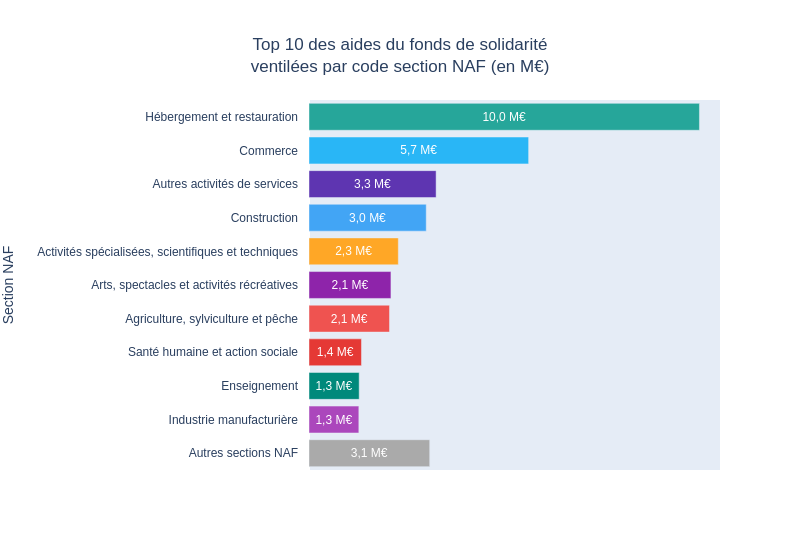 Top 10 des aides du fonds de solidarité
ventilées par code section NAF (en M€)
Section NAF
Hébergement et restauration 10,0 M€
Commerce 5,7 M€
Autres activités de services 3,3 M€
Construction 3,0 M€
Activités spécialisées, scientifiques et techniques 2,3 M€
Arts, spectacles et activités récréatives 2,1 M€
Agriculture, sylviculture et pêche 2,1 M€
Santé humaine et action sociale 1,4 M€
Enseignement 1,3 M€
Industrie manufacturière 1,3 M€
Autres sections NAF 3,1 M€